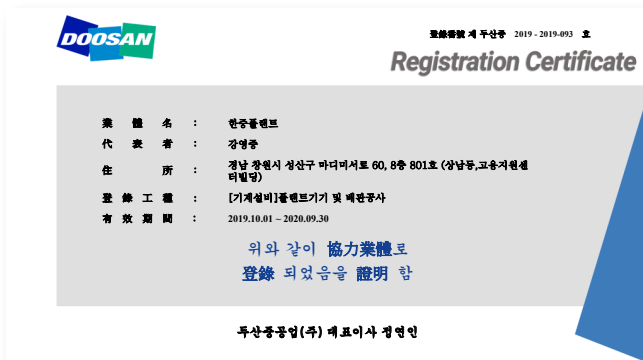 DOOSAN
登錄番號 제 두산중 2019 - 2019-093 호
Registration Certificate
業 體 名 : 한중플랜트
代 表 者 : 강영중
住 所 : 경남 창원시 성산구 마디미서로 60, 8층 801호 (상남동,고용지원센
터빌딩)
登 錄 工 種 : [기계설비]플랜트기기 및 배관공사
有 效 期 間 : 2019.10.01 ~ 2020.09.30
위와 같이 協力業體로
登錄 되었음을 證明 함
두산중공업(주) 대표이사 정연인